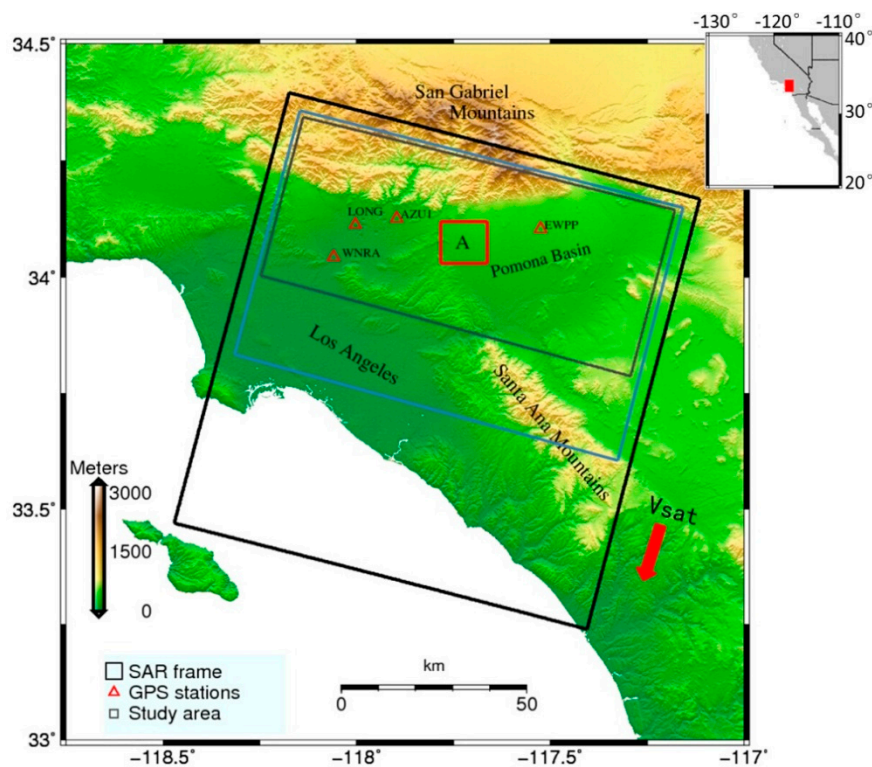 -130° -120° -110°
40°
30°
20°
34.5
34
33.5
33
San Gabriel
Mountains
LONG
AZU1
EWPP
WNRA
A
Pomona Basin
Los Angeles
Santa Ana Mountains
Vsat
Meters
3000
1500
0
SAR frame
GPS stations
Study area
km
0 50
-118.5 -118 -117.5 -117